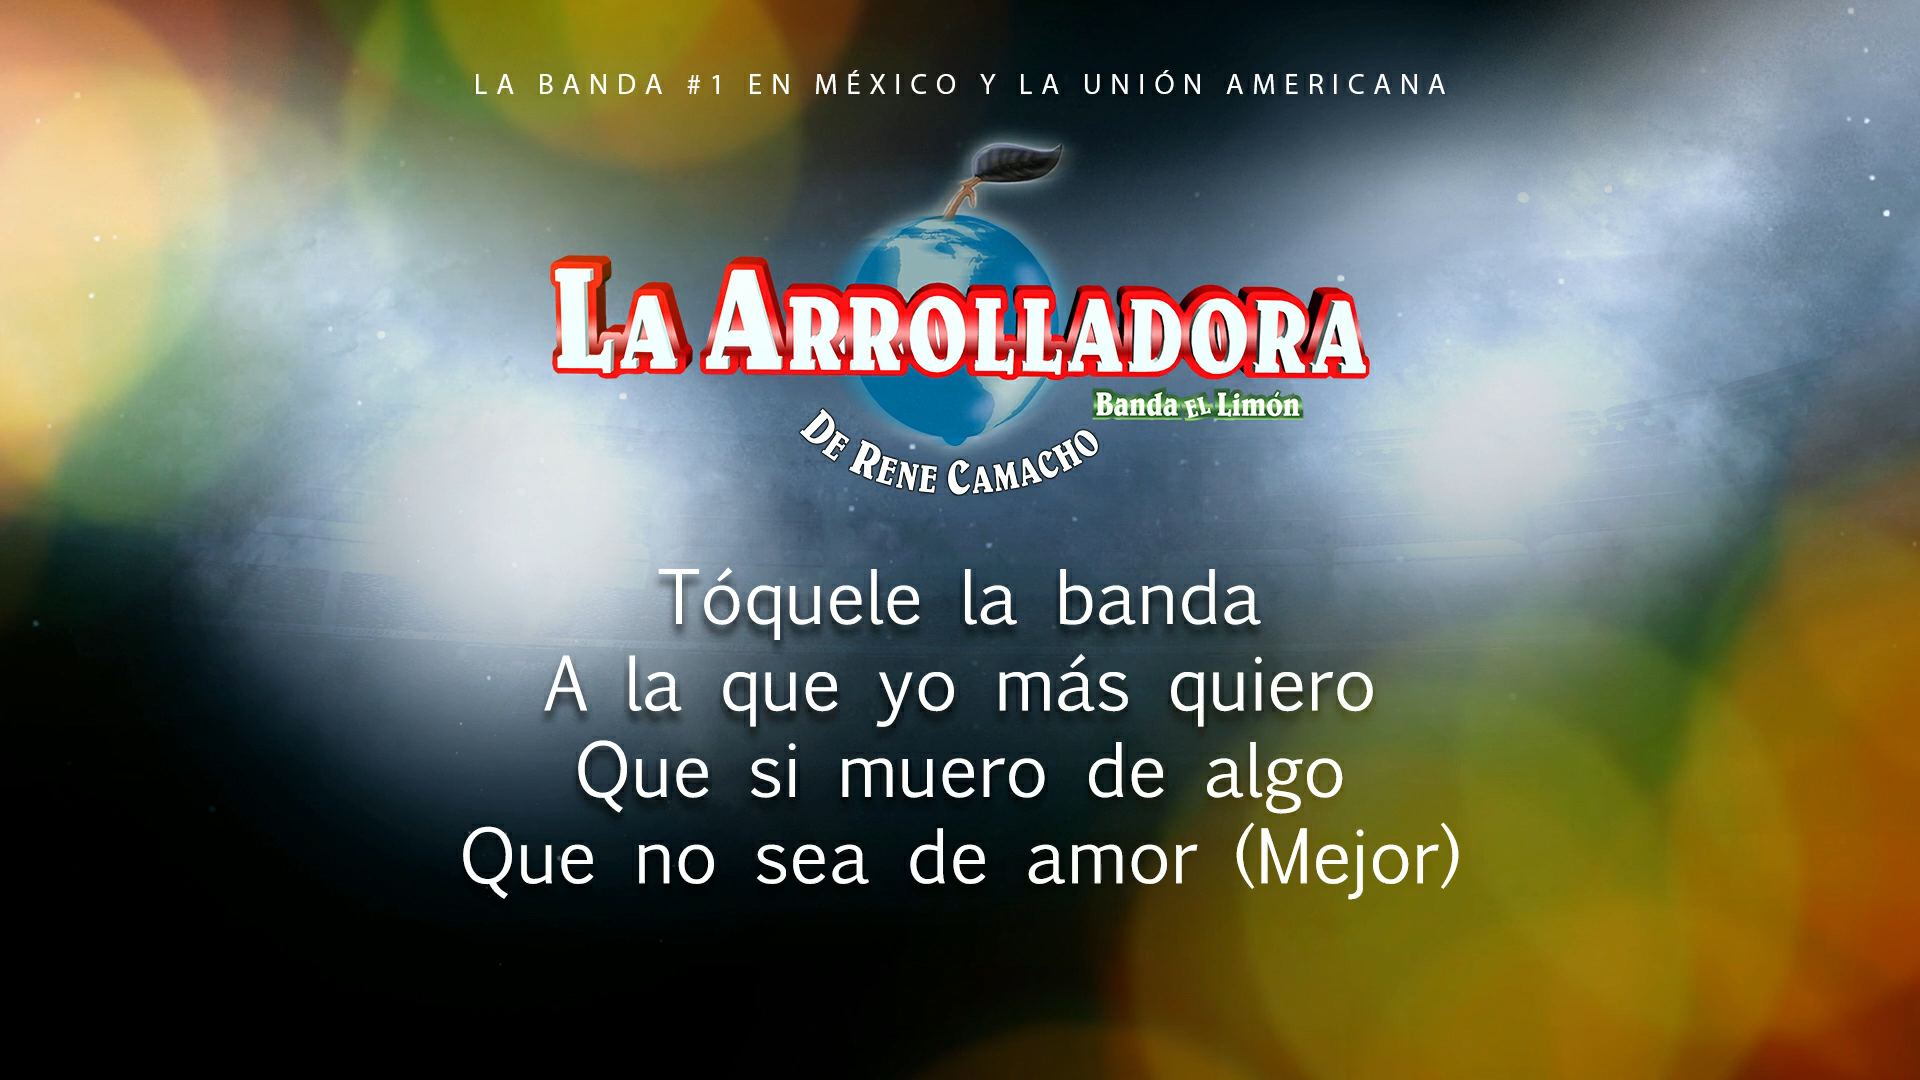 LA BANDA #1 EN MÉXICO Y LA UNIÓN AMERICANA
LA ARROLLADORA
Banda EL Limón
DE RENE CAMACHO
Tóquele la banda
A la que yo más quiero
Que si muero de algo
Que no sea de amor (Mejor)